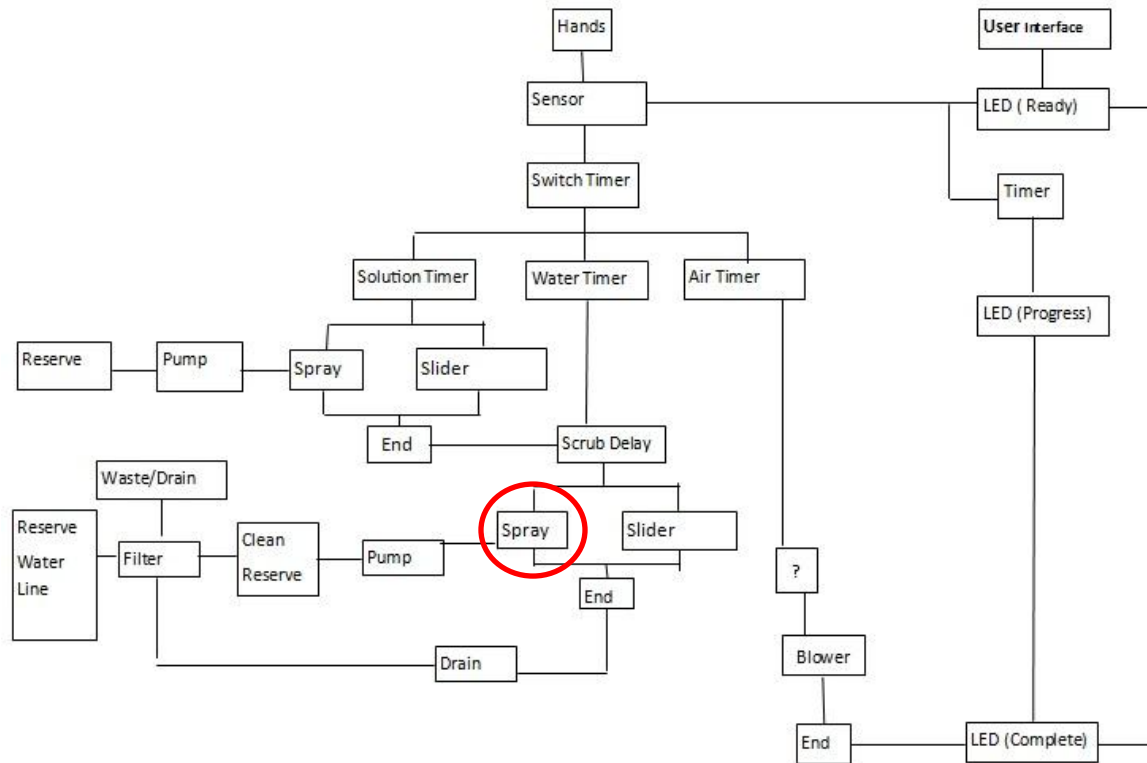 Hands
User Interface
Sensor
LED ( Ready)
Switch Timer
Timer
Solution Timer
Water Timer
Air Timer
LED (Progress)
Reserve
Pump
Spray
Slider
End
Scrub Delay
Waste/Drain
Reserve
Water
Line
Filter
Clean
Reserve
Pump
Spray
Slider
?
End
Drain
Blower
End
LED (Complete)